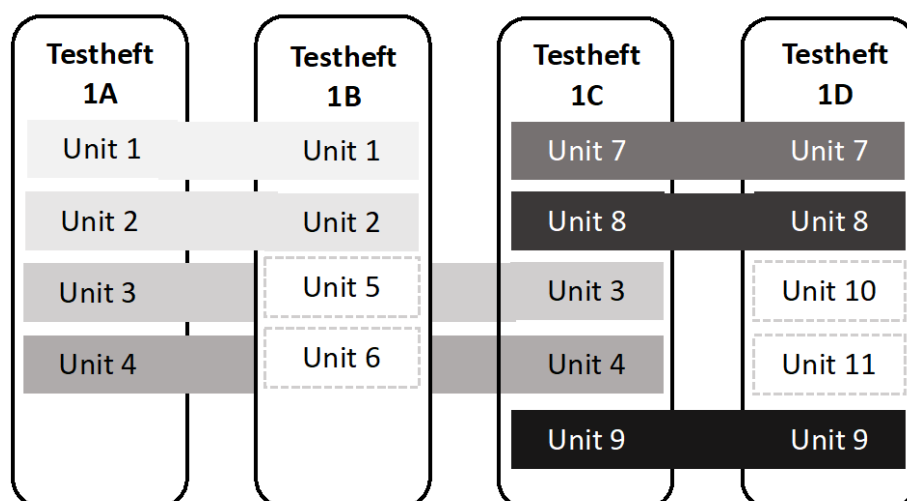 Testheft
1A
Unit 1
Unit 2
Unit 3
Unit 4
Testheft
1B
Unit 1
Unit 2
Unit 5
Unit 6
Testheft
1C
Unit 7
Unit 8
Unit 3
Unit 4
Unit 9
Testheft
1D
Unit 7
Unit 8
Unit 10
Unit 11
Unit 9